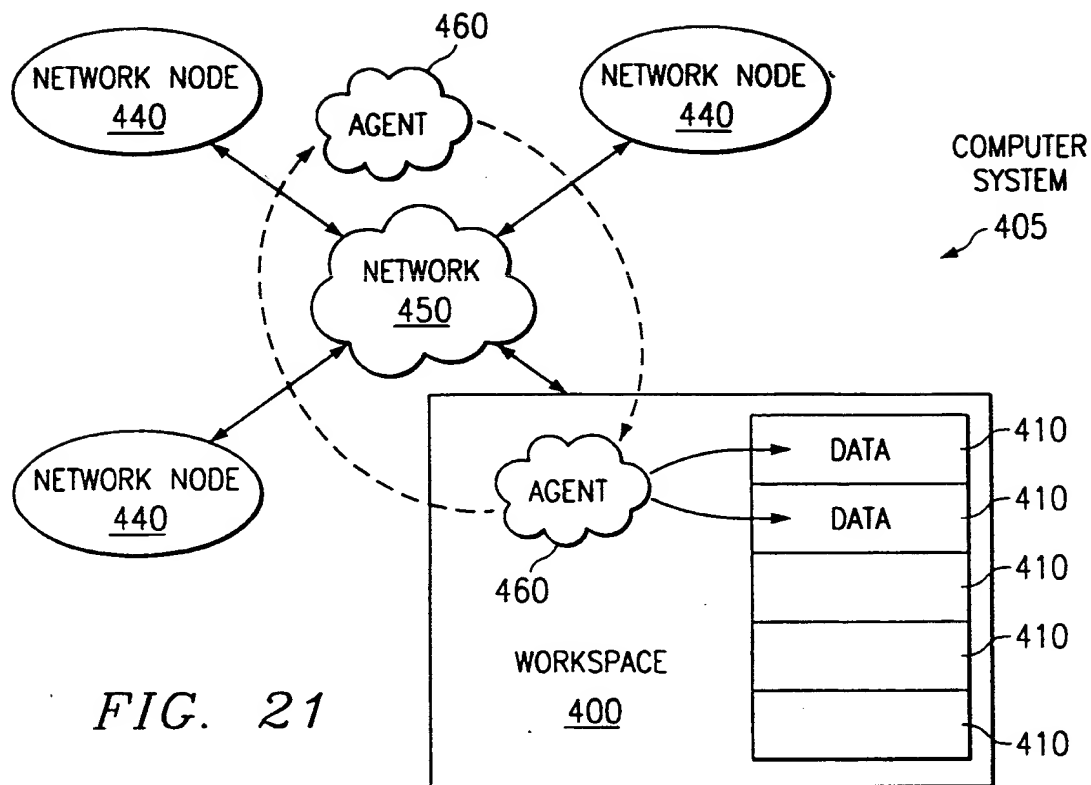 460
NETWORK NODE
440
AGENT
NETWORK NODE
440
COMPUTER
SYSTEM
405
NETWORK
450
NETWORK NODE
440
AGENT
460
DATA
410
DATA
410
410
410
410
WORKSPACE
400
FIG. 21